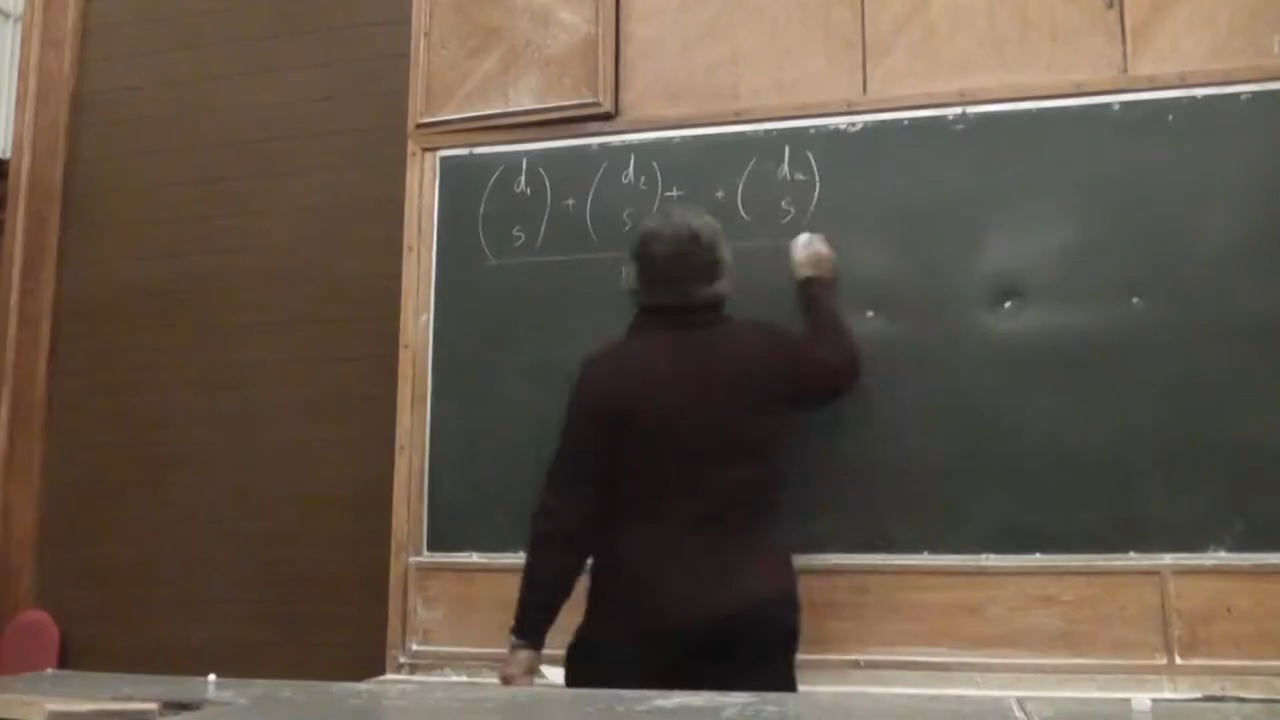 (d₁ s) + (d₂ s) + . + (dₙ s)